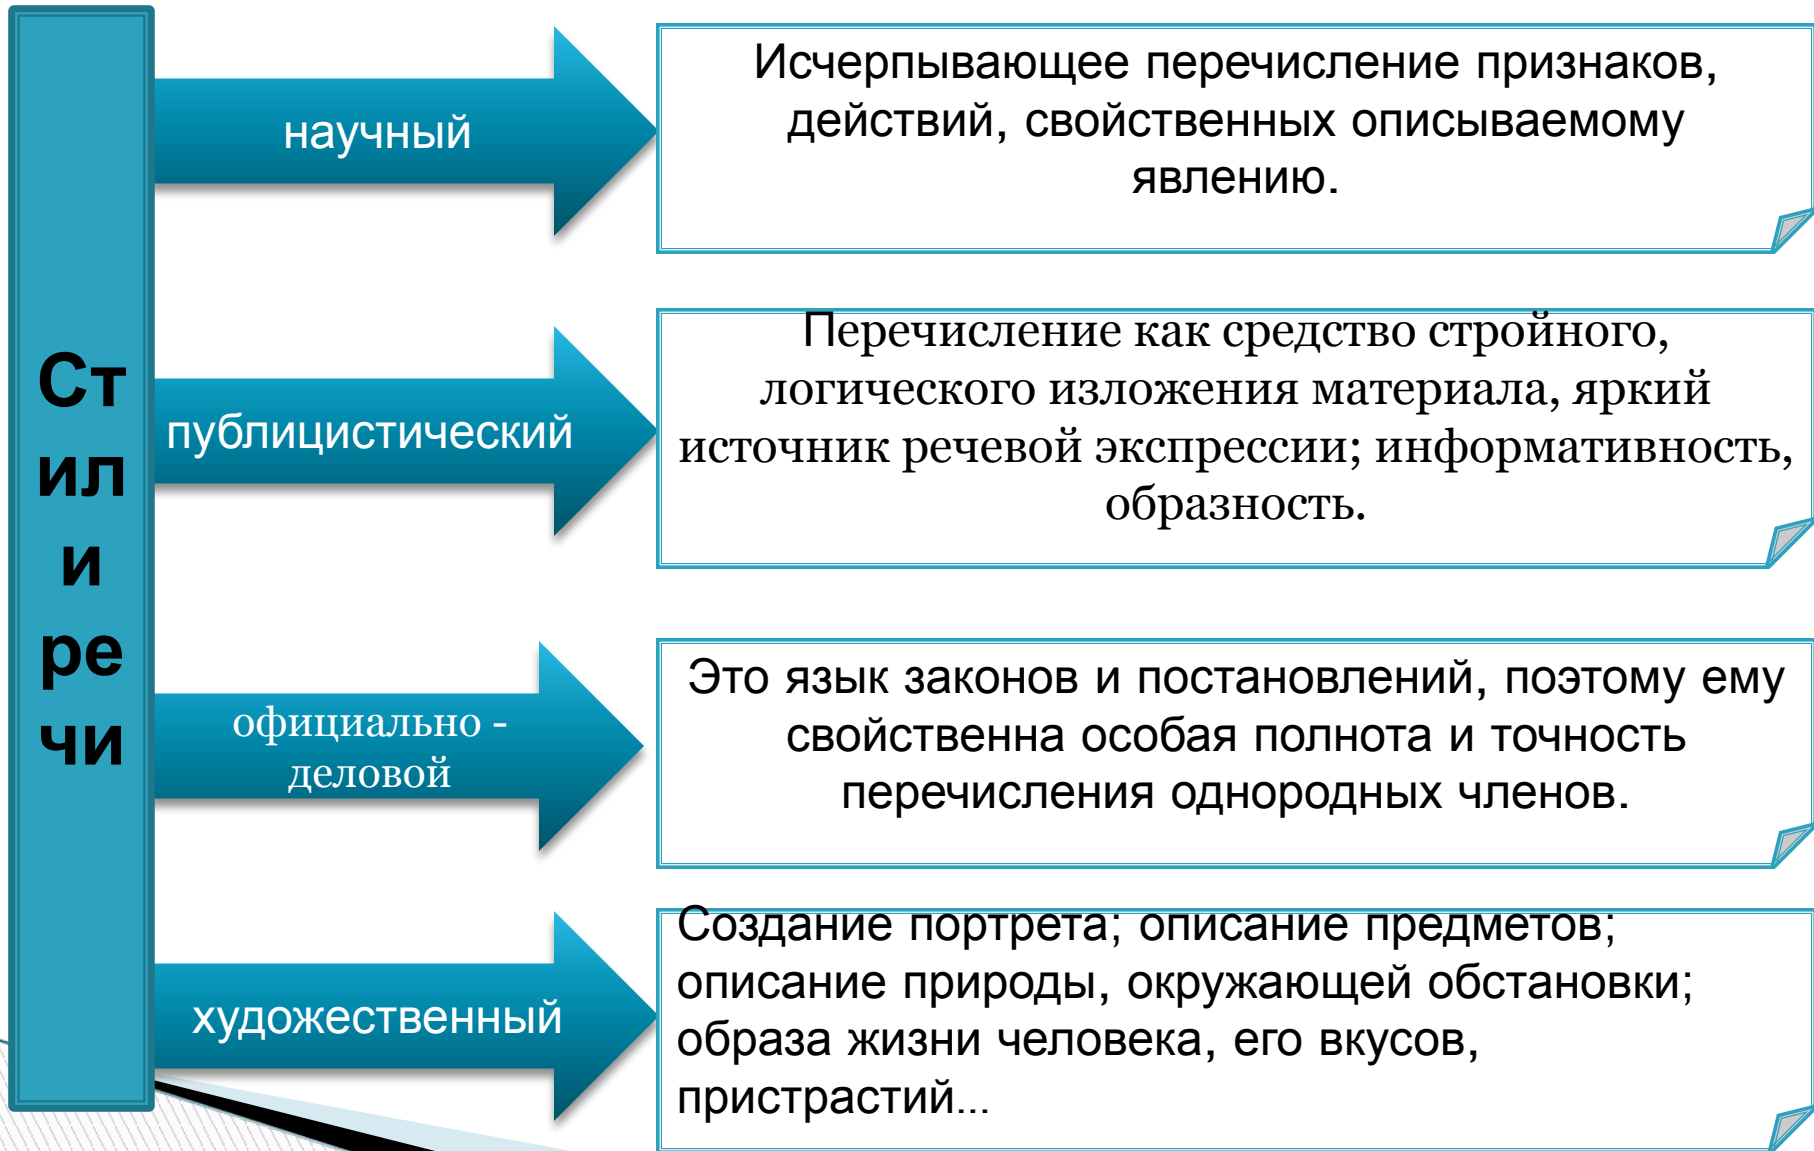 Ст
ил
и
ре
чи
научный
Исчерпывающее перечисление признаков,
действий, свойственных описываемому
явлению.
публицистический
Перечисление как средство стройного,
логического изложения материала, яркий
источник речевой экспрессии; информативность,
образность.
официально -
деловой
Это язык законов и постановлений, поэтому ему
свойственна особая полнота и точность
перечисления однородных членов.
художественный
Создание портрета; описание предметов;
описание природы, окружающей обстановки;
образа жизни человека, его вкусов,
пристрастий...